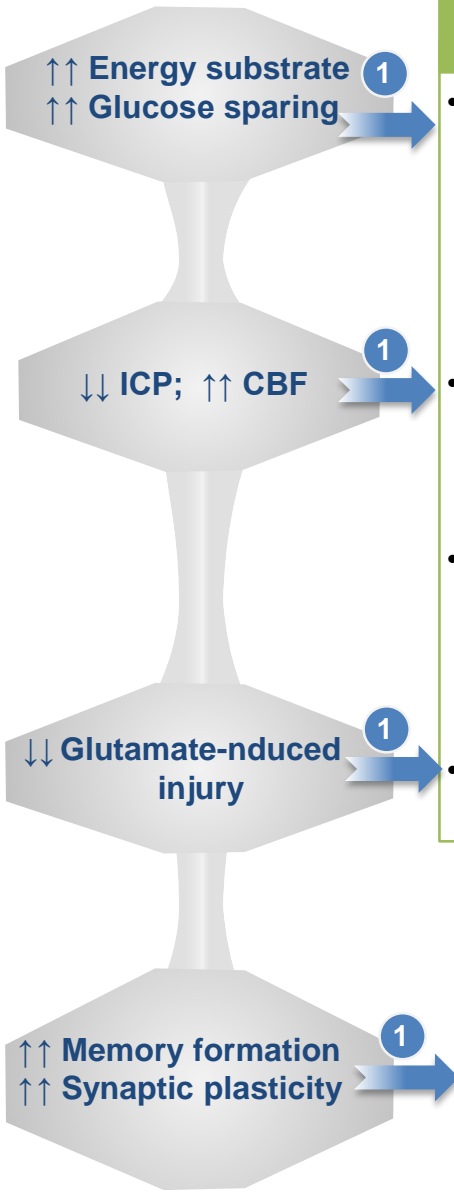 ↑↑ Energy substrate
1
↑↑ Glucose sparing
•
1
↓↓ ICP; ↑↑ CBF
•
•
1
↓↓ Glutamate-nduced
injury
•
1
↑↑ Memory formation
↑↑ Synaptic plasticity